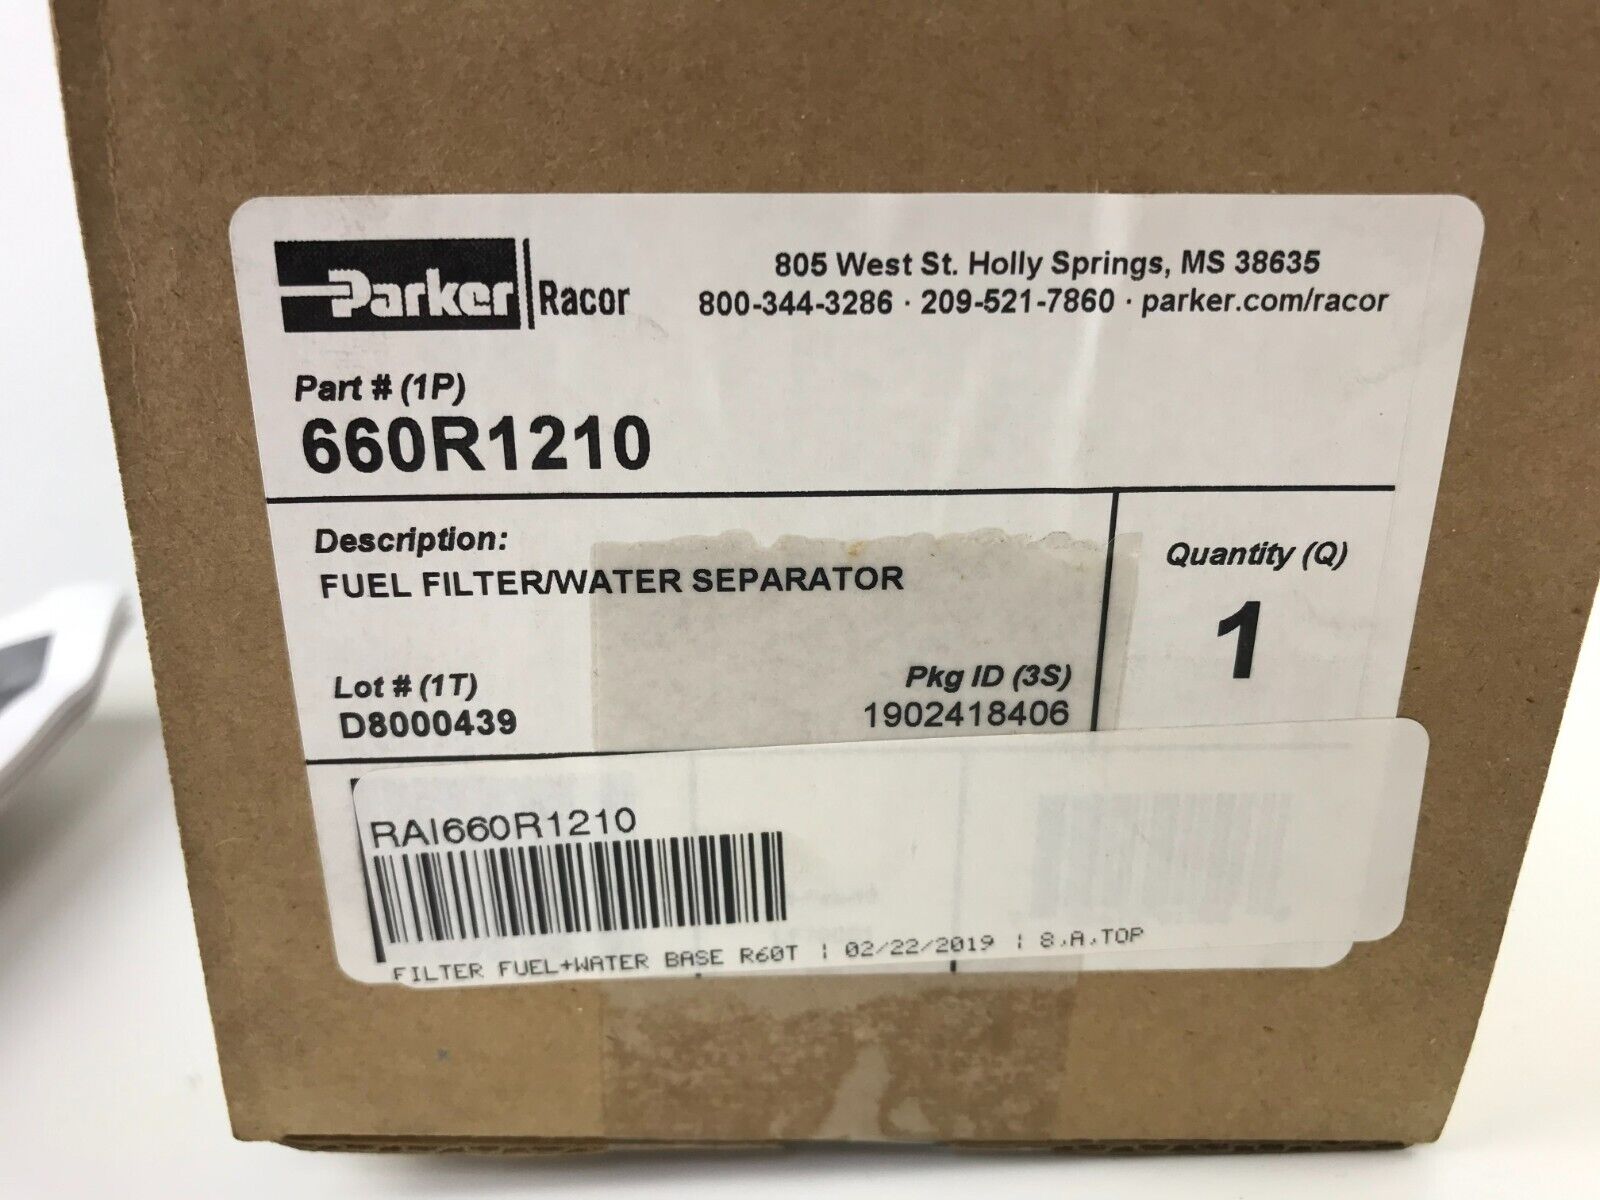 Parker Racor
805 West St. Holly Springs, MS 38635
800-344-3286 · 209-521-7860 · parker.com/racor
Part # (1P)
660R1210
Description:
FUEL FILTER/WATER SEPARATOR
Quantity (Q)
1
Lot # (1T)
D8000439
Pkg ID (3S)
1902418406
RAI660R1210
FILTER FUEL+WATER BASE R60T | 02/22/2019 | 8,A,TOP